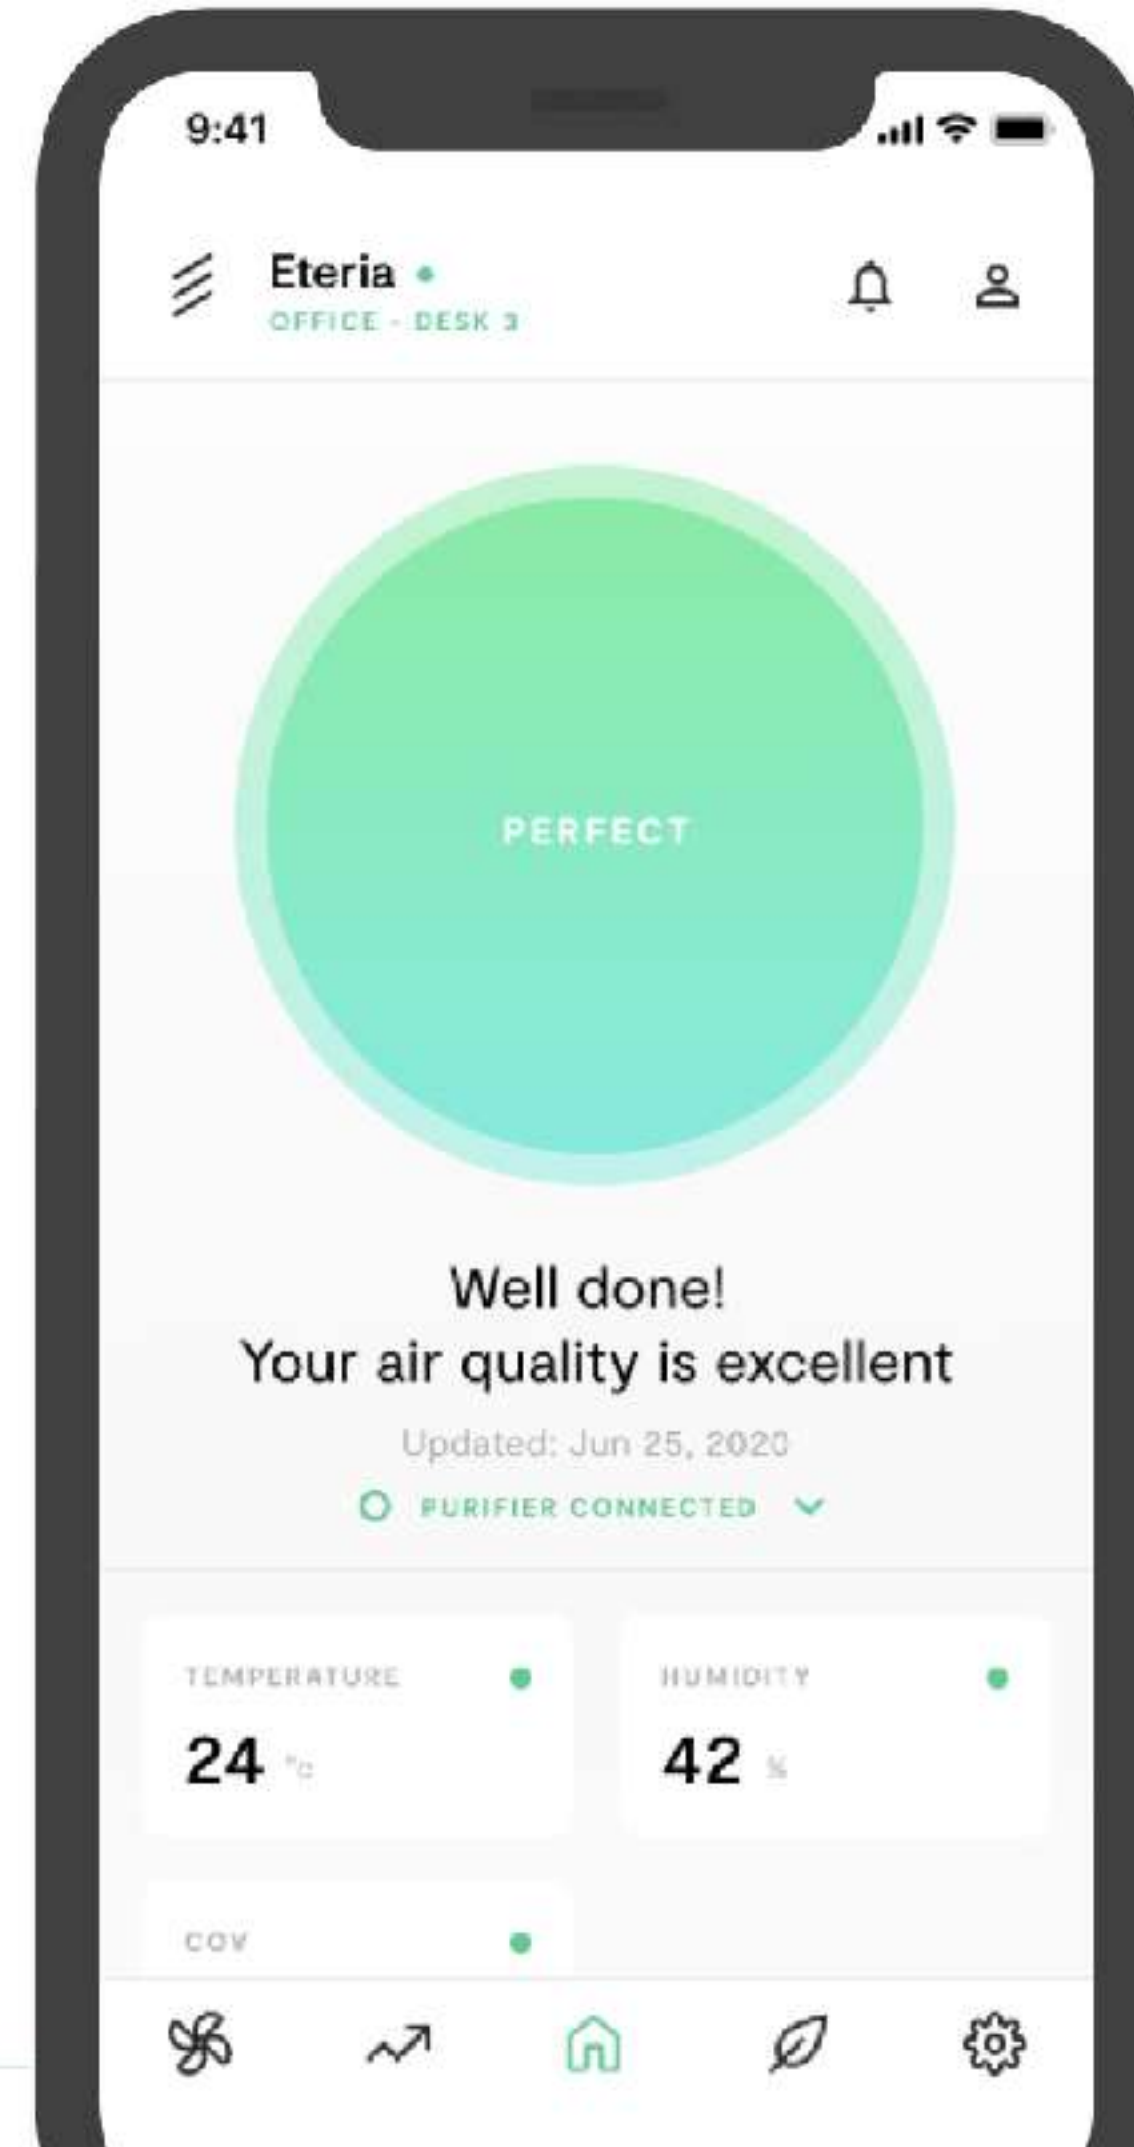 9:41
Eteria
OFFICE - DESK 3
PERFECT
Well done!
Your air quality is excellent
Updated: Jun 25, 2020
PURIFIER CONNECTED
TEMPERATURE
HUMIDITY
24 °C
42 %
COV